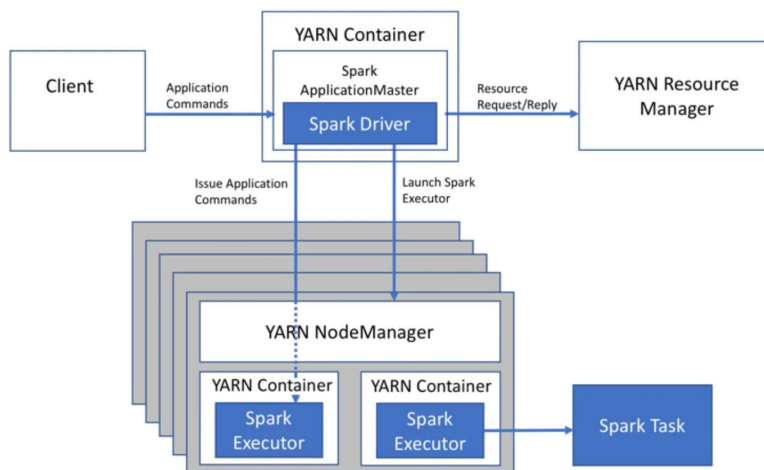 YARN Container
Client
Spark
ApplicationMaster
Spark Driver
Application
Commands
Resource
Request/Reply
YARN Resource
Manager
Issue Application
Commands
Launch Spark
Executor
YARN NodeManager
YARN Container
Spark
Executor
YARN Container
Spark
Executor
Spark Task